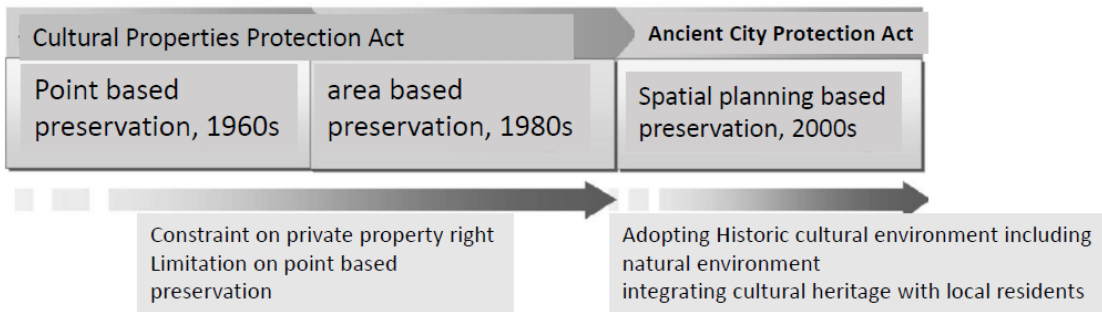 Cultural Properties Protection Act
Ancient City Protection Act
Point based
preservation, 1960s
area based
preservation, 1980s
Spatial planning based
preservation, 2000s
Constraint on private property right
Limitation on point based
preservation
Adopting Historic cultural environment including
natural environment
integrating cultural heritage with local residents